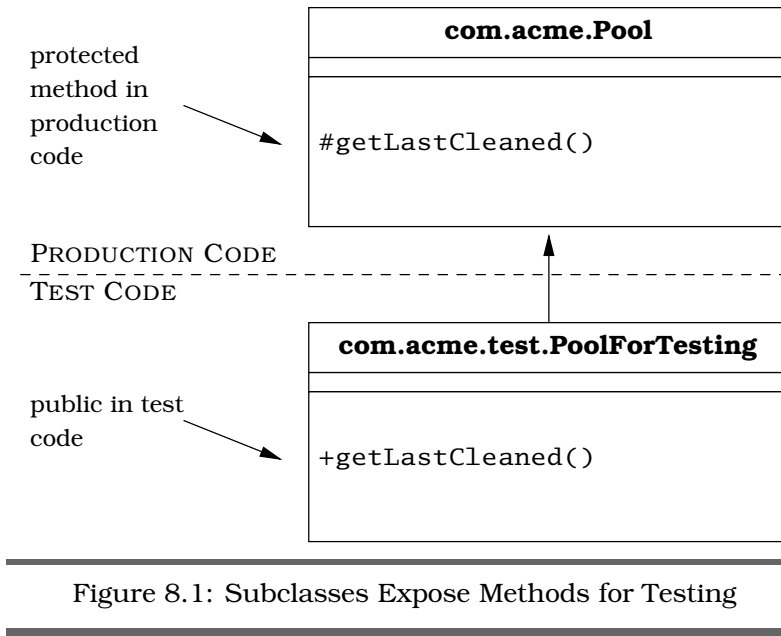 com.acme.Pool
protected
method in
production
code
#getLastCleaned()
PRODUCTION CODE
TEST CODE
com.acme.test.PoolForTesting
public in test
code
+getLastCleaned()
Figure 8.1: Subclasses Expose Methods for Testing